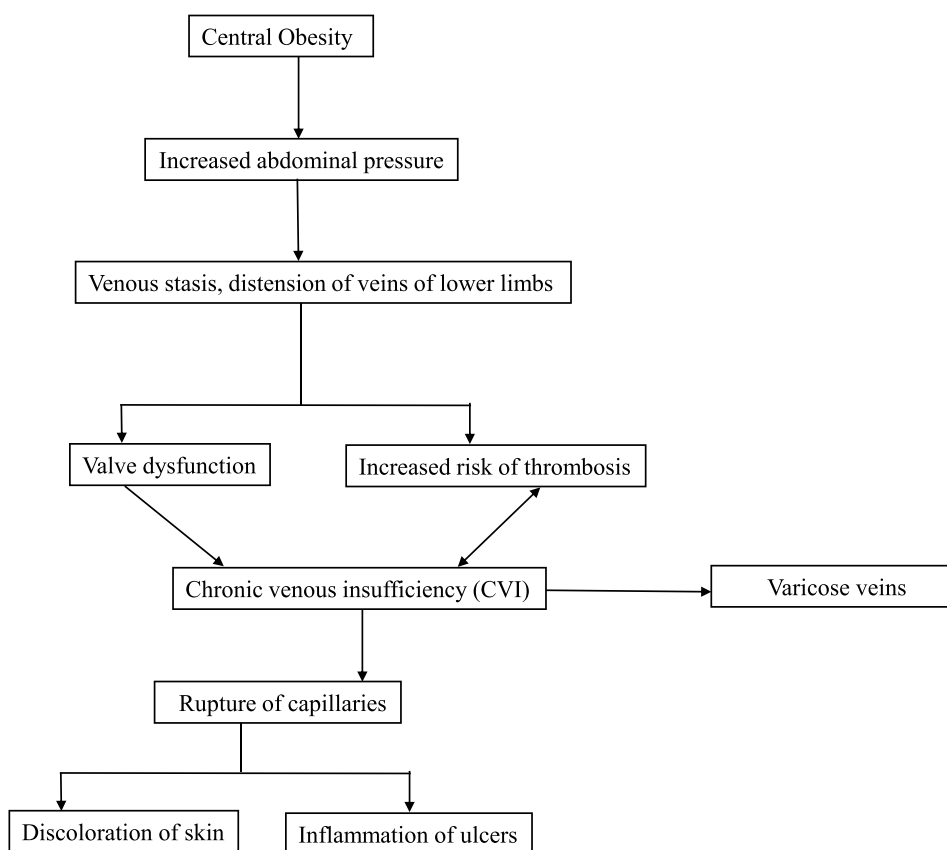 Central Obesity
Increased abdominal pressure
Venous stasis, distension of veins of lower limbs
Valve dysfunction
Increased risk of thrombosis
Chronic venous insufficiency (CVI)
Varicose veins
Rupture of capillaries
Discoloration of skin
Inflammation of ulcers